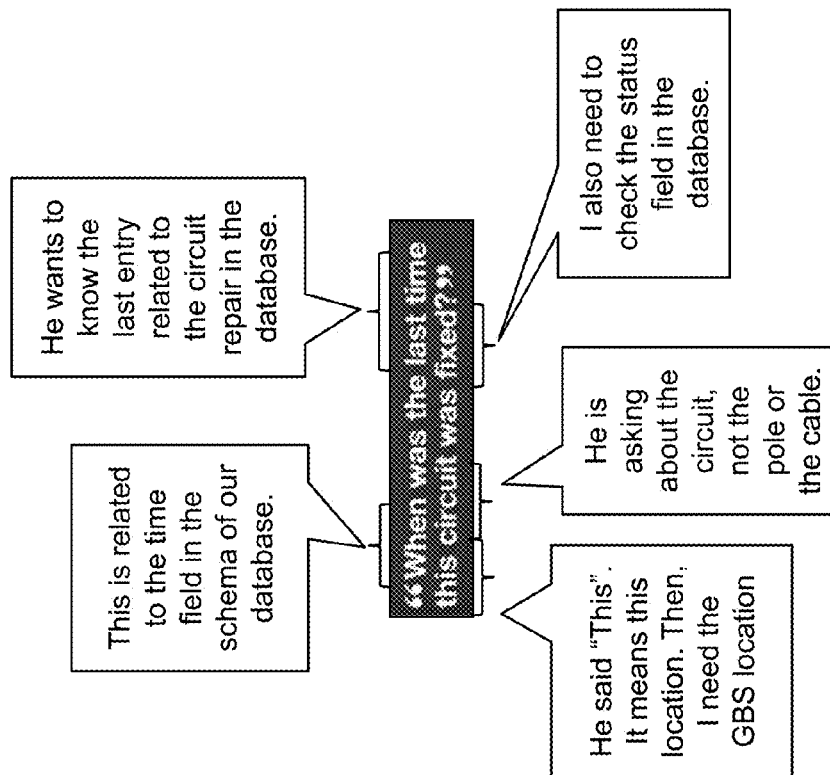 This is related
to the time
field in the
schema of our
database.
He wants to
know the
last entry
related to
the circuit
repair in the
database.
“When was the last time
this circuit was fixed?”
He said “This”.
It means this
location. Then,
I need the
GBS location
He is
asking
about the
circuit,
not the
pole or
the cable.
I also need to
check the status
field in the
database.